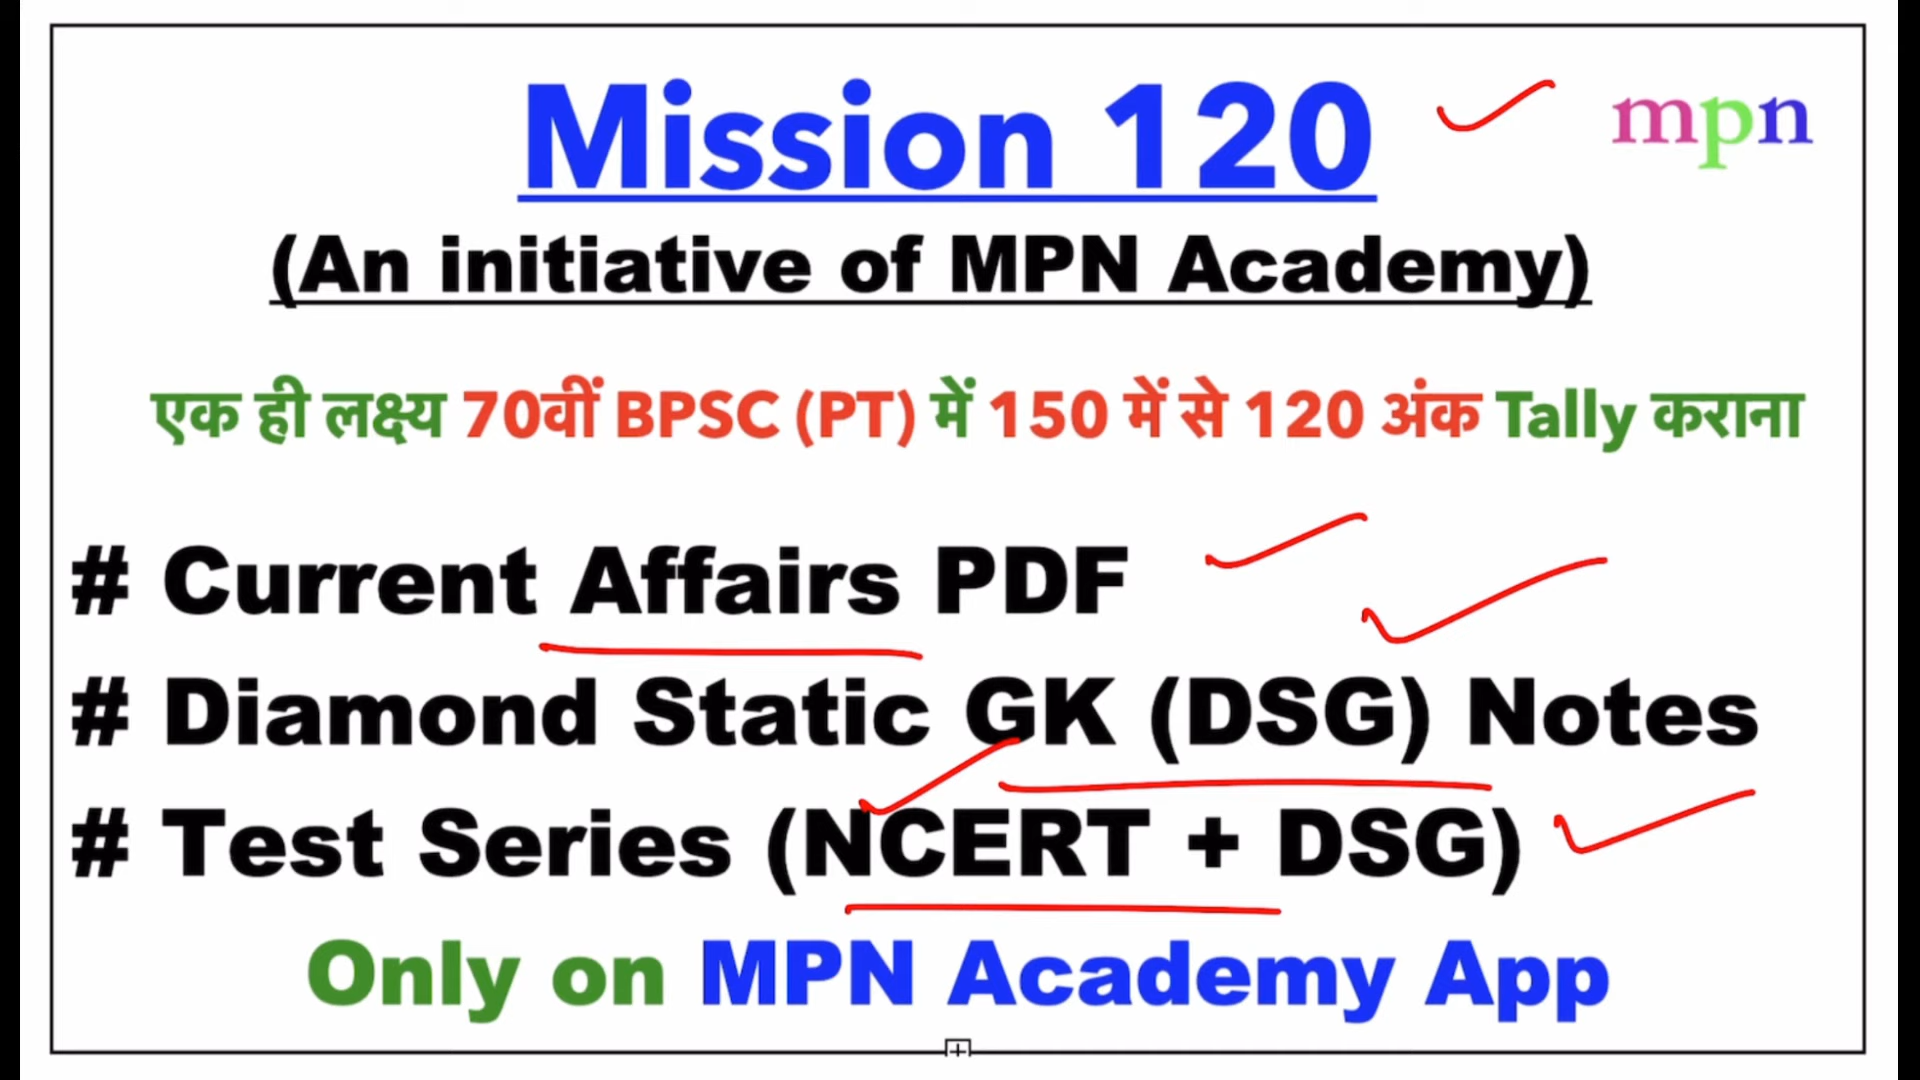 Mission 120
mpn
(An initiative of MPN Academy)
एक ही लक्ष्य 70वीं BPSC (PT) में 150 में से 120 अंक Tally कराना
# Current Affairs PDF
# Diamond Static GK (DSG) Notes
# Test Series (NCERT + DSG)
Only on MPN Academy App